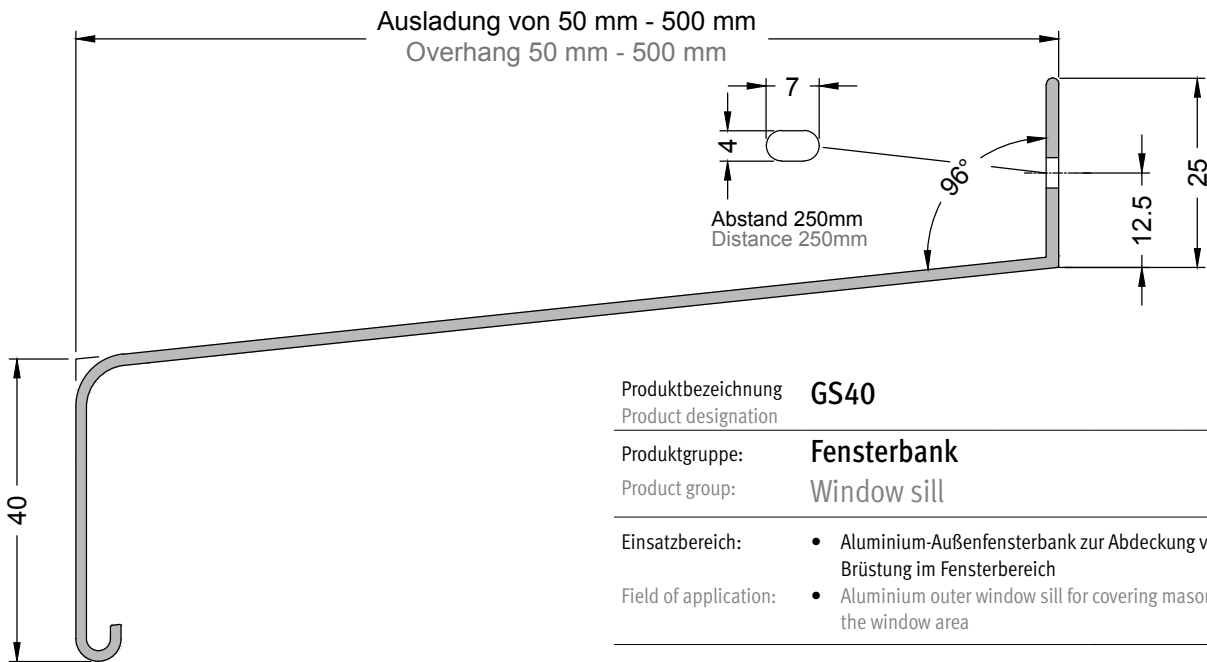 Ausladung von 50 mm - 500 mm
Overhang 50 mm - 500 mm
7
4
96°
25
12.5
Abstand 250mm
Distance 250mm
40
Produktbezeichnung GS40
Product designation
Produktgruppe: Fensterbank
Product group: Window sill
Einsatzbereich: • Aluminium-Außenfensterbank zur Abdeckung
Brüstung im Fensterbereich
Field of application: • Aluminium outer window sill for covering
the window area